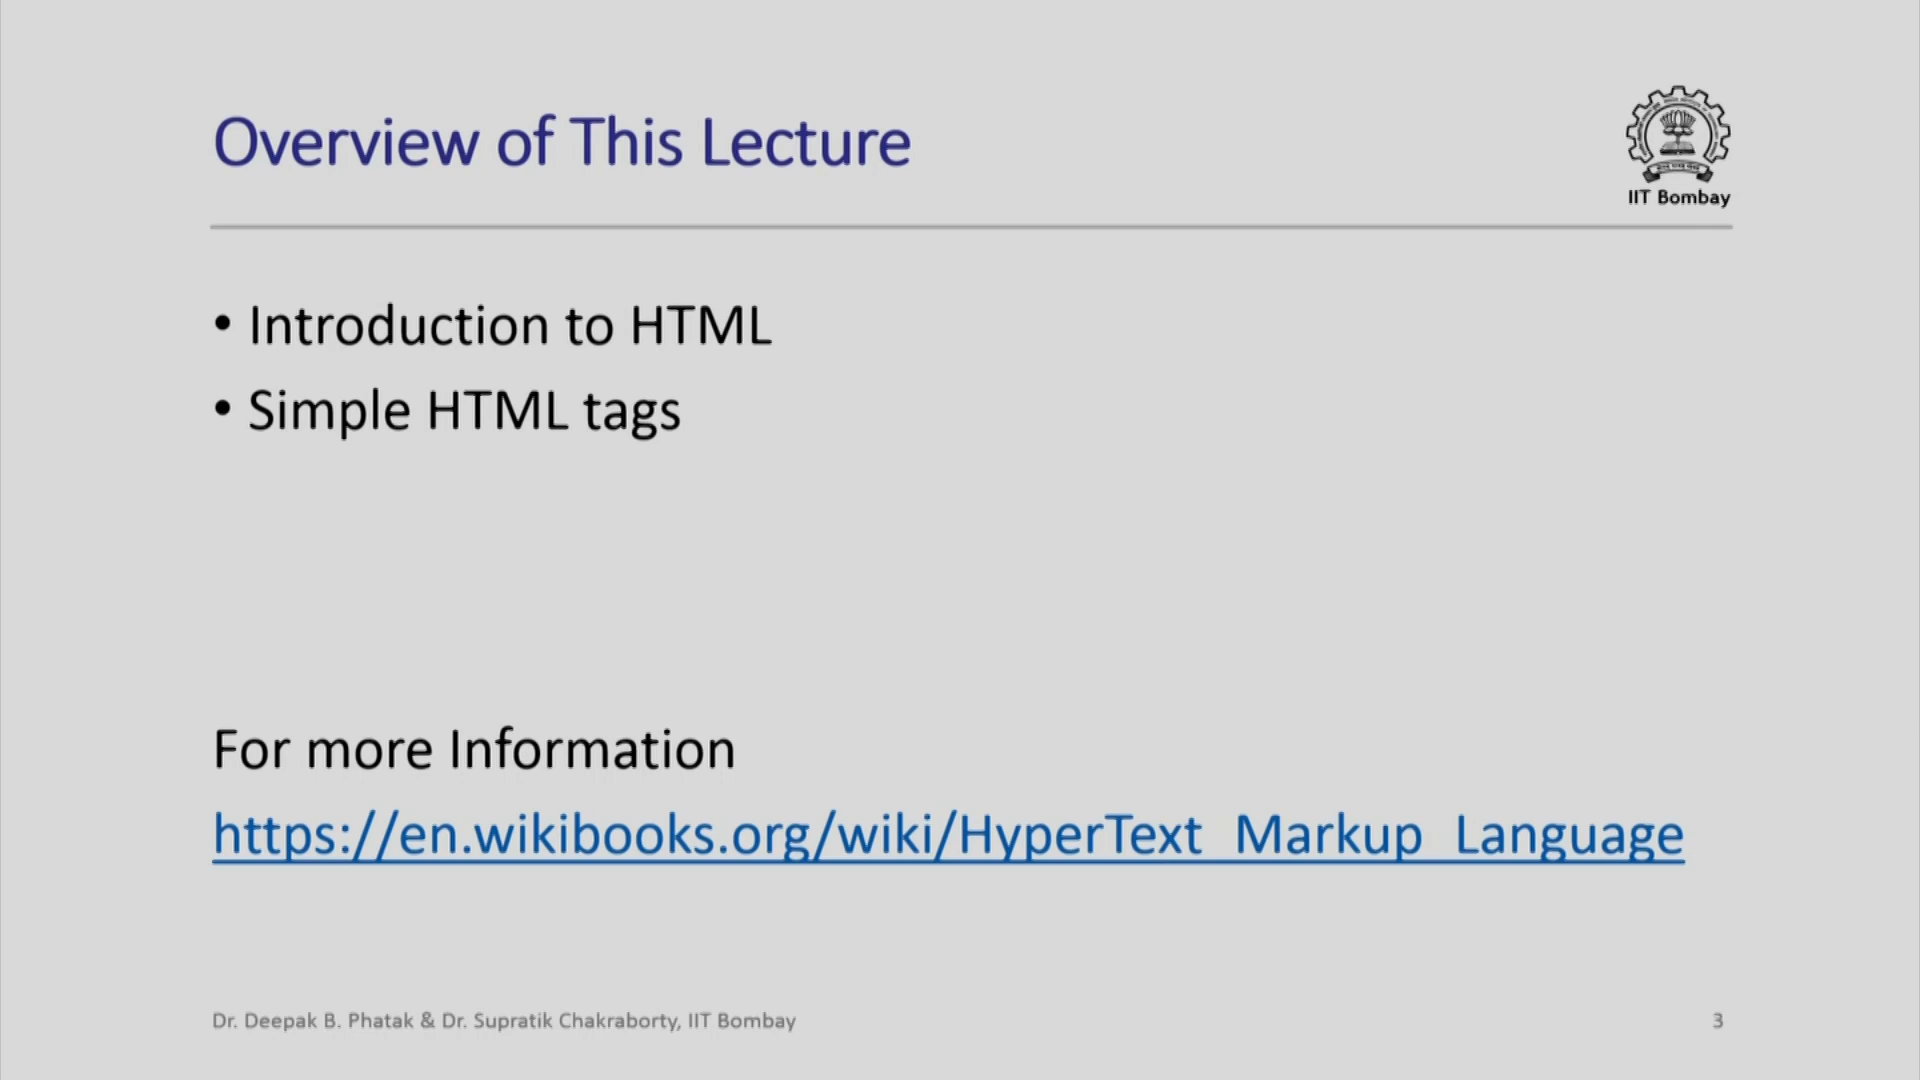 Overview of This Lecture
IIT Bombay
• Introduction to HTML
• Simple HTML tags
For more Information
https://en.wikibooks.org/wiki/HyperText_Markup_Language
Dr. Deepak B. Phatak & Dr. Supratik Chakraborty, IIT Bombay
3